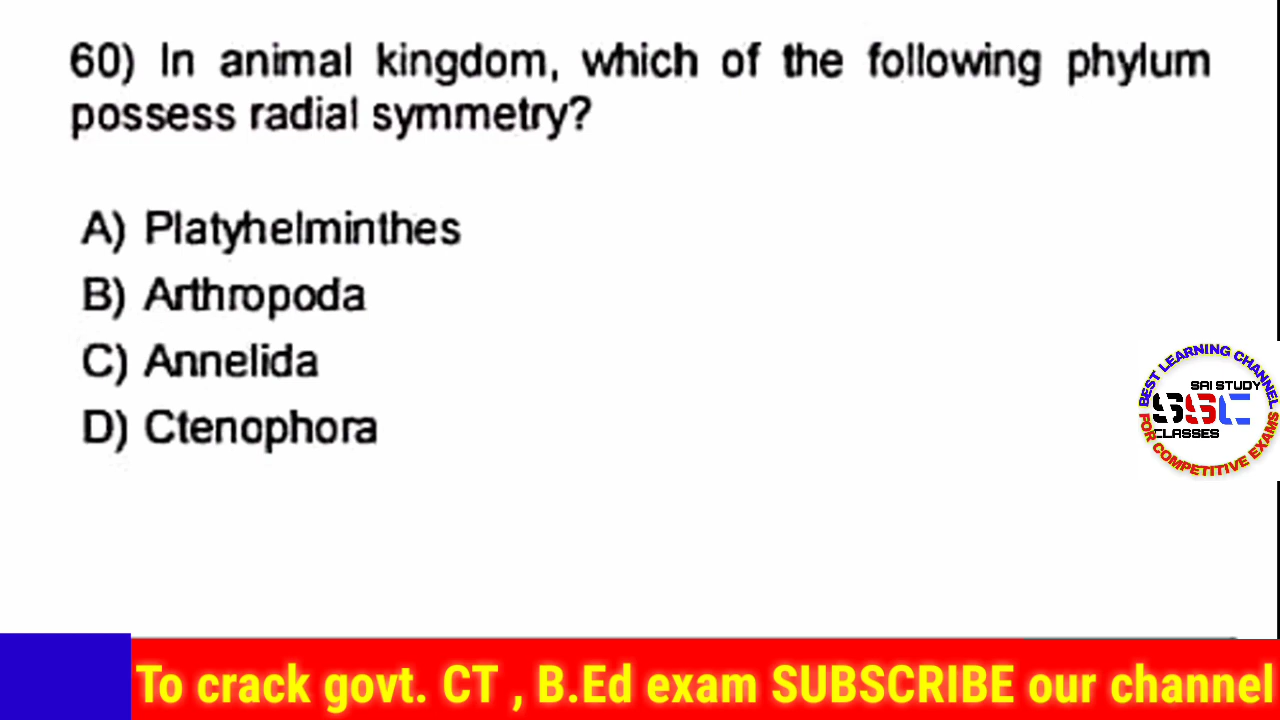 60) In animal kingdom, which of the following phylum
possess radial symmetry?
A) Platyhelminthes
B) Arthropoda
C) Annelida
D) Ctenophora
BEST LEARNING CHANNEL
SAI STUDY
SSC
CLASSES
FOR COMPETITIVE EXAMS
To crack govt. CT , B.Ed exam SUBSCRIBE our channel